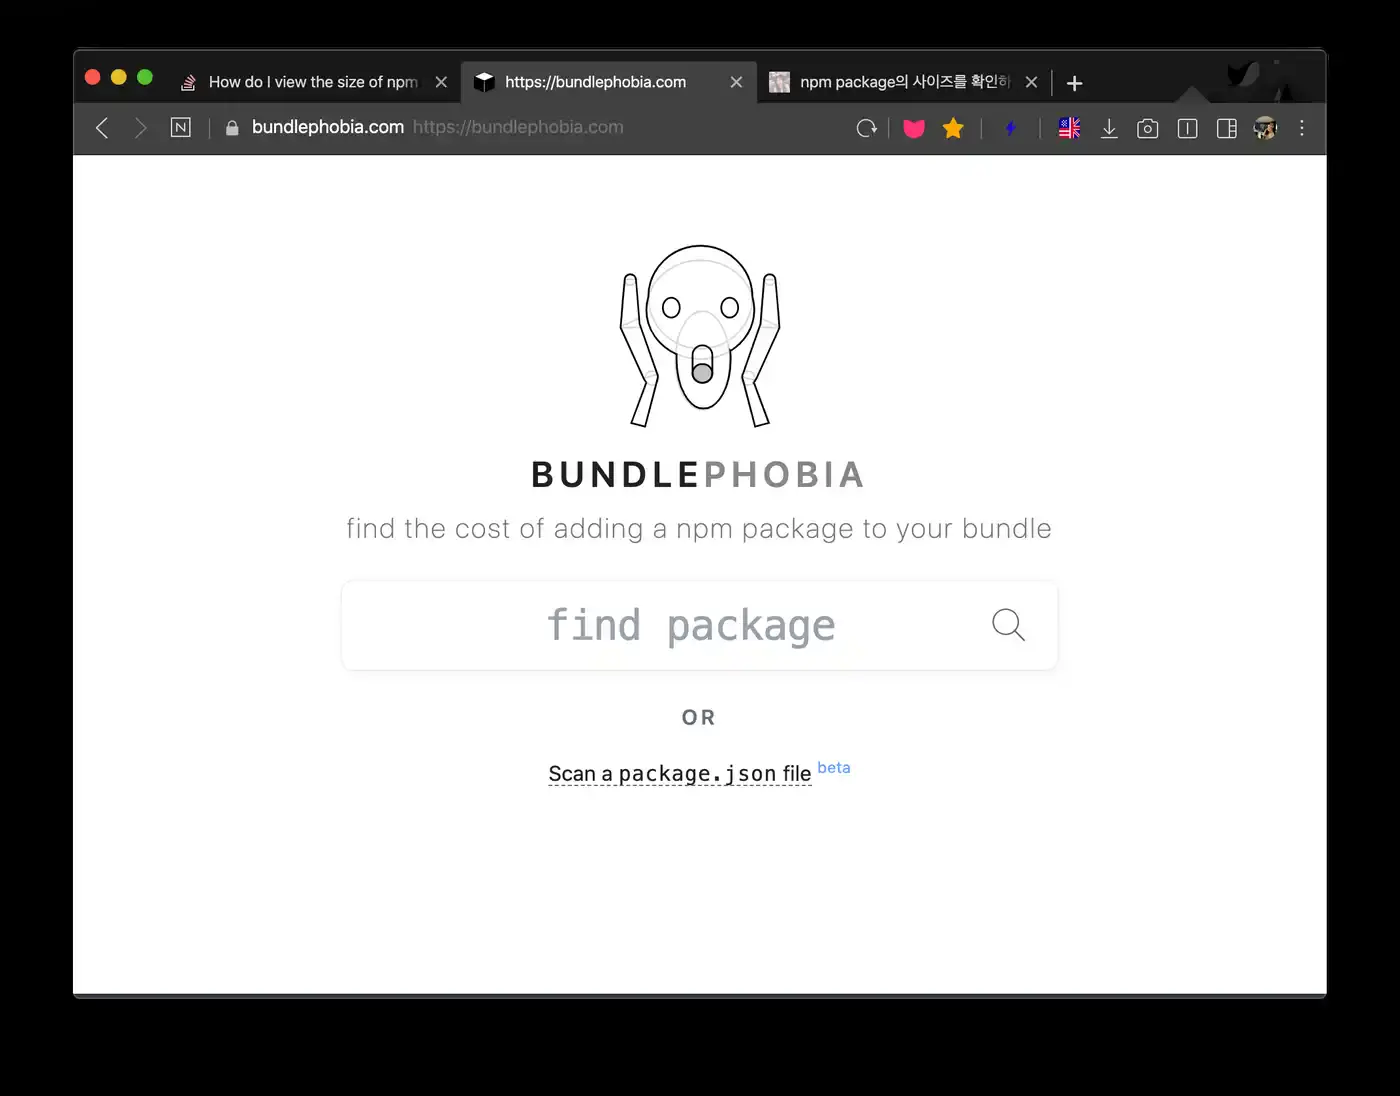 How do I view the size of npm
https://bundlephobia.com
npm package의 사이즈를 확인하
N
bundlephobia.com https://bundlephobia.com
BUNDLEPHOBIA
find the cost of adding a npm package to your bundle
find package
OR
Scan a package.json file beta